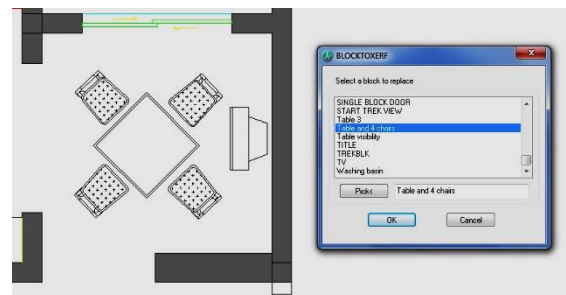 BLOCKTOXERF
Select a block to replace
SINGLE BLOCK DOOR
START TREK VIEW
Table 3
Table and 4 chairs
Table visibility
TITLE
TREKBLK
TV
Washing basin
Pick< Table and 4 chairs
OK Cancel